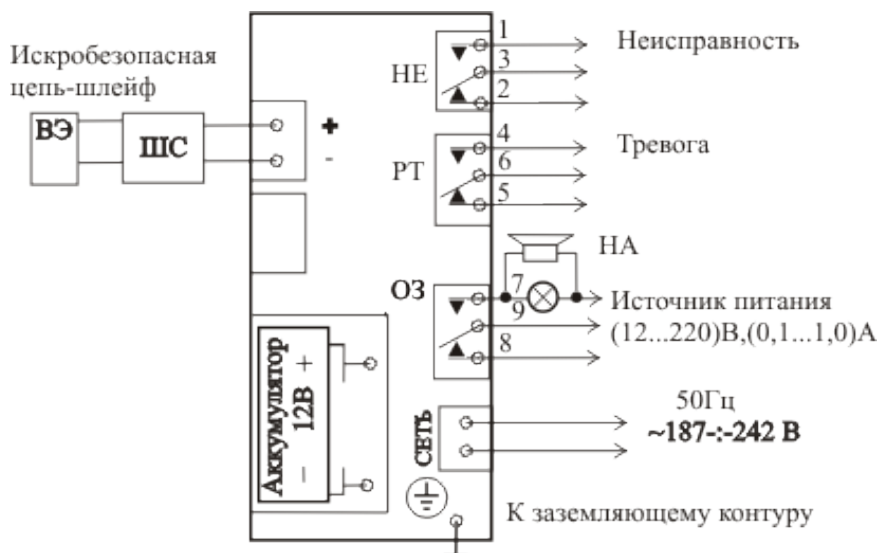 Искробезопасная
цепь-шлейф
ВЭ
ШС
+
-
НЕ
1
3
2
Неисправность
РТ
4
6
5
Тревога
НА
ОЗ
7
9
8
Источник питания
(12...220)В,(0,1...1,0)А
Аккумулятор
12В
+
–
СЕТЬ
50Гц
~187-:-242 В
К заземляющему контуру